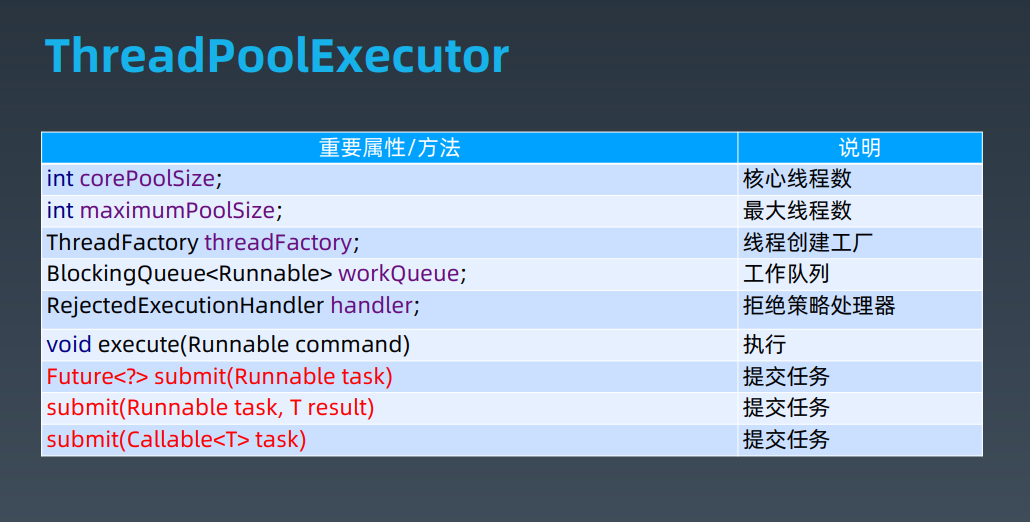 ThreadPoolExecutor
重要属性/方法 说明
int corePoolSize; 核心线程数
int maximumPoolSize; 最大线程数
ThreadFactory threadFactory; 线程创建工厂
BlockingQueue<Runnable> workQueue; 工作队列
RejectedExecutionHandler handler; 拒绝策略处理器
void execute(Runnable command) 执行
Future<?> submit(Runnable task) 提交任务
submit(Runnable task, T result) 提交任务
submit(Callable<T> task) 提交任务